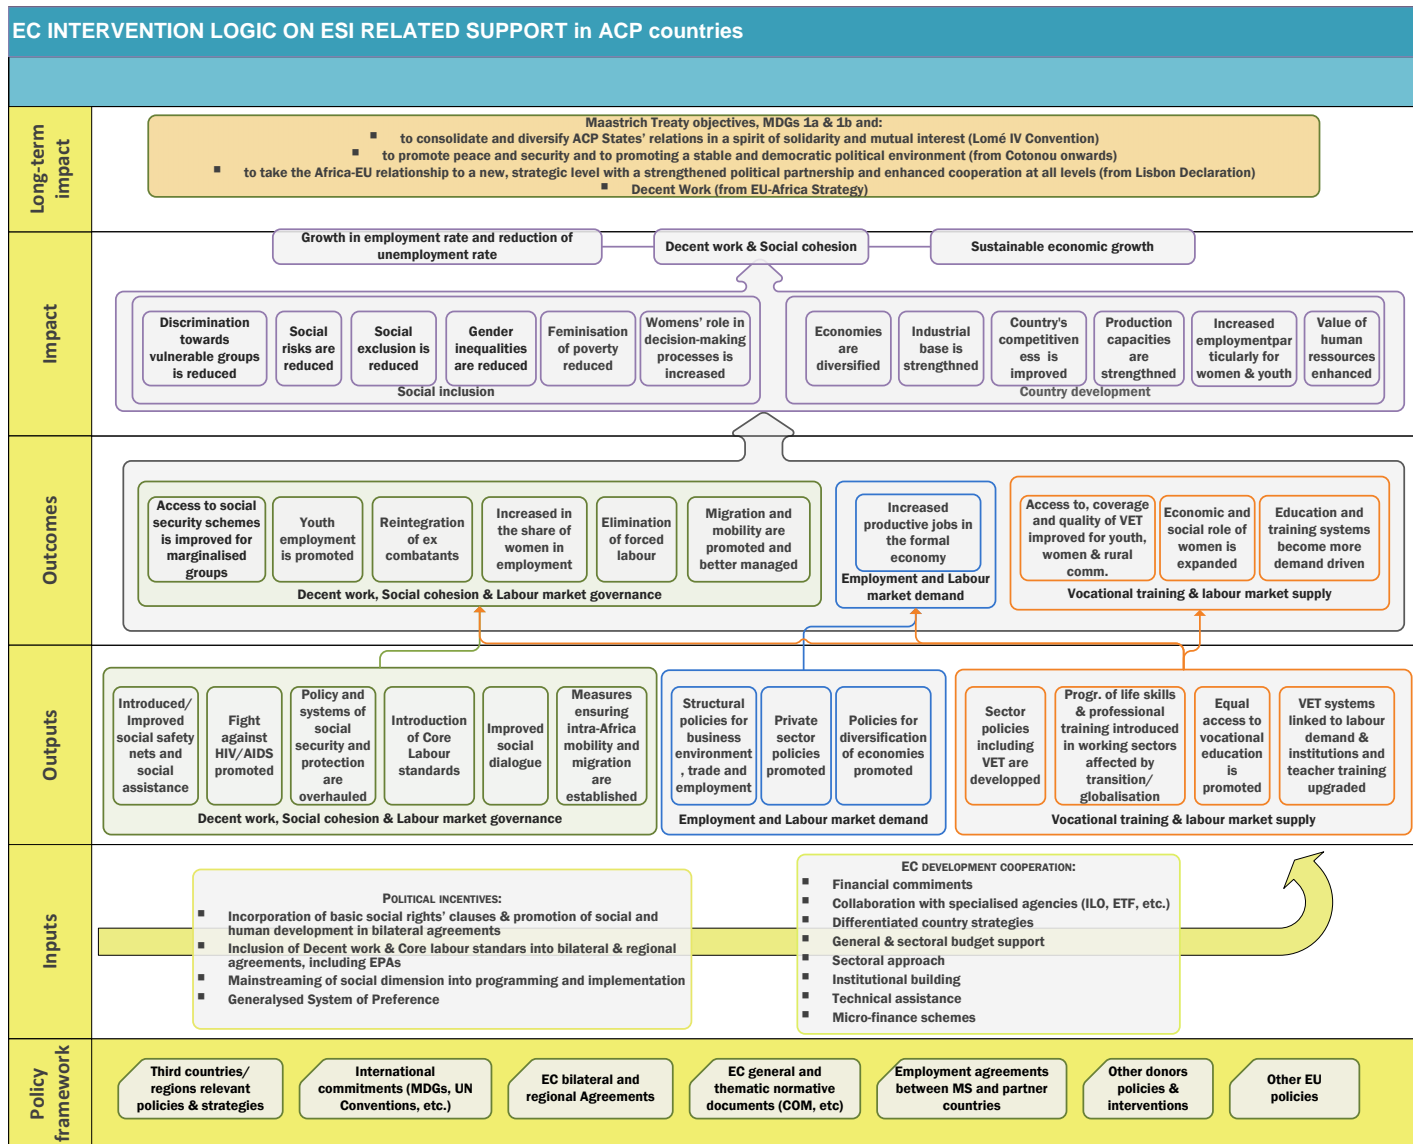 EC INTERVENTION LOGIC ON ESI RELATED SUPPORT in ACP countries
Long-term
impact
Maastrich Treaty objectives, MDGs 1a & 1b and:
▪ to consolidate and diversify ACP States' relations in a spirit of solidarity and mutual interest (Lomé IV Convention)
▪ to promote peace and security and to promoting a stable and democratic political environment (from Cotonou onwards)
▪ to take the Africa-EU relationship to a new, strategic level with a strengthened political partnership and enhanced cooperation at all levels (from Lisbon Declaration)
▪ Decent Work (from EU-Africa Strategy)
Impact
Growth in employment rate and reduction of
unemployment rate
Decent work & Social cohesion
Sustainable economic growth
Discrimination
towards
vulnerable groups
is reduced
Social
risks are
reduced
Social
exclusion is
reduced
Gender
inequalities
are reduced
Feminisation
of poverty
reduced
Womens' role in
decision-making
processes is
increased
Social inclusion
Economies
are
diversified
Industrial
base is
strengthned
Country's
competitiven
ess is
improved
Production
capacities
are
strengthned
Increased
employmentpar
ticularly for
women & youth
Value of
human
ressources
enhanced
Country development
Outcomes
Access to social
security schemes
is improved for
marginalised
groups
Youth
employment
is promoted
Reintegration
of ex
combatants
Increased in
the share of
women in
employment
Elimination
of forced
labour
Migration and
mobility are
promoted and
better managed
Decent work, Social cohesion & Labour market governance
Increased
productive jobs in
the formal
economy
Employment and Labour
market demand
Access to, coverage
and quality of VET
improved for youth,
women & rural
comm.
Economic and
social role of
women is
expanded
Education and
training systems
become more
demand driven
Vocational training & labour market supply
Outputs
Introduced/
Improved
social safety
nets and
social
assistance
Fight
against
HIV/AIDS
promoted
Policy and
systems of
social
security and
protection
are
overhauled
Introduction
of Core
Labour
standards
Improved
social
dialogue
Measures
ensuring
intra-Africa
mobility and
migration
are
established
Decent work, Social cohesion & Labour market governance
Structural
policies for
business
environment
, trade and
employment
Private
sector
policies
promoted
Policies for
diversification
of economies
promoted
Employment and Labour market demand
Sector
policies
including
VET are
developped
Progr. of life skills
& professional
training introduced
in working sectors
affected by
transition/
globalisation
Equal
access to
vocational
education
is
promoted
VET systems
linked to labour
demand &
institutions and
teacher training
upgraded
Vocational training & labour market supply
Inputs
POLITICAL INCENTIVES:
▪ Incorporation of basic social rights' clauses & promotion of social and
human development in bilateral agreements
▪ Inclusion of Decent work & Core labour standars into bilateral & regional
agreements, including EPAs
▪ Mainstreaming of social dimension into programming and implementation
▪ Generalysed System of Preference
EC DEVELOPMENT COOPERATION:
▪ Financial commiments
▪ Collaboration with specialised agencies (ILO, ETF, etc.)
▪ Differentiated country strategies
▪ General & sectoral budget support
▪ Sectoral approach
▪ Institutional building
▪ Technical assistance
▪ Micro-finance schemes
Policy
framework
Third countries/
regions relevant
policies & strategies
International
commitments (MDGs, UN
Conventions, etc.)
EC bilateral and
regional Agreements
EC general and
thematic normative
documents (COM, etc)
Employment agreements
between MS and partner
countries
Other donors
policies &
interventions
Other EU
policies